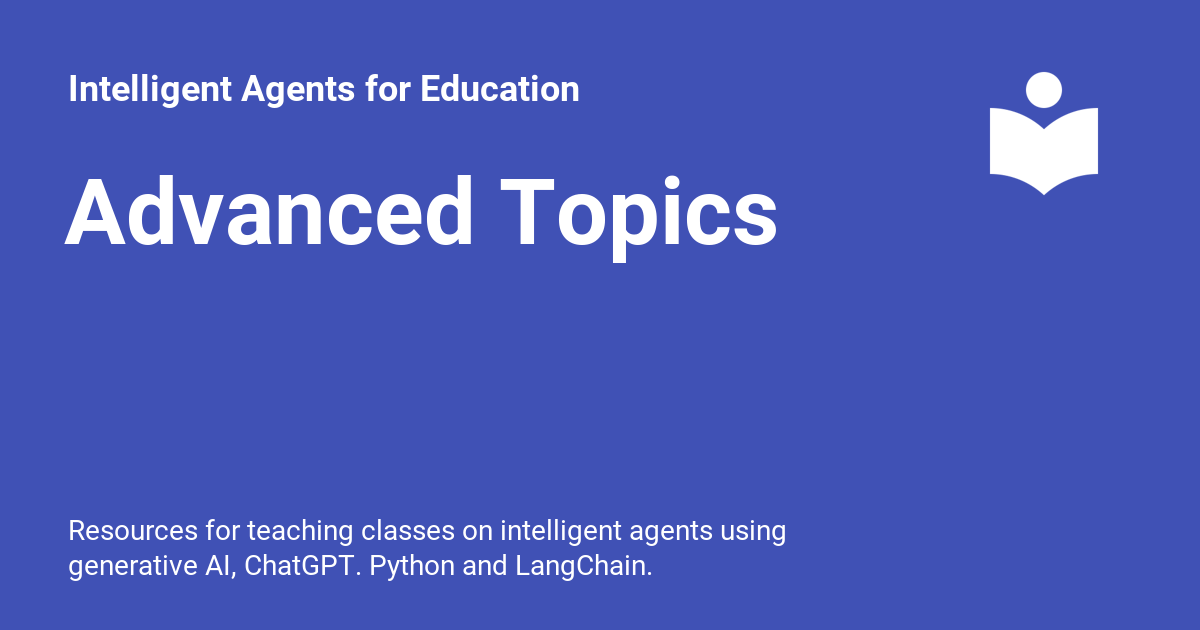 Intelligent Agents for Education
Advanced Topics
Resources for teaching classes on intelligent agents using
generative AI, ChatGPT. Python and LangChain.